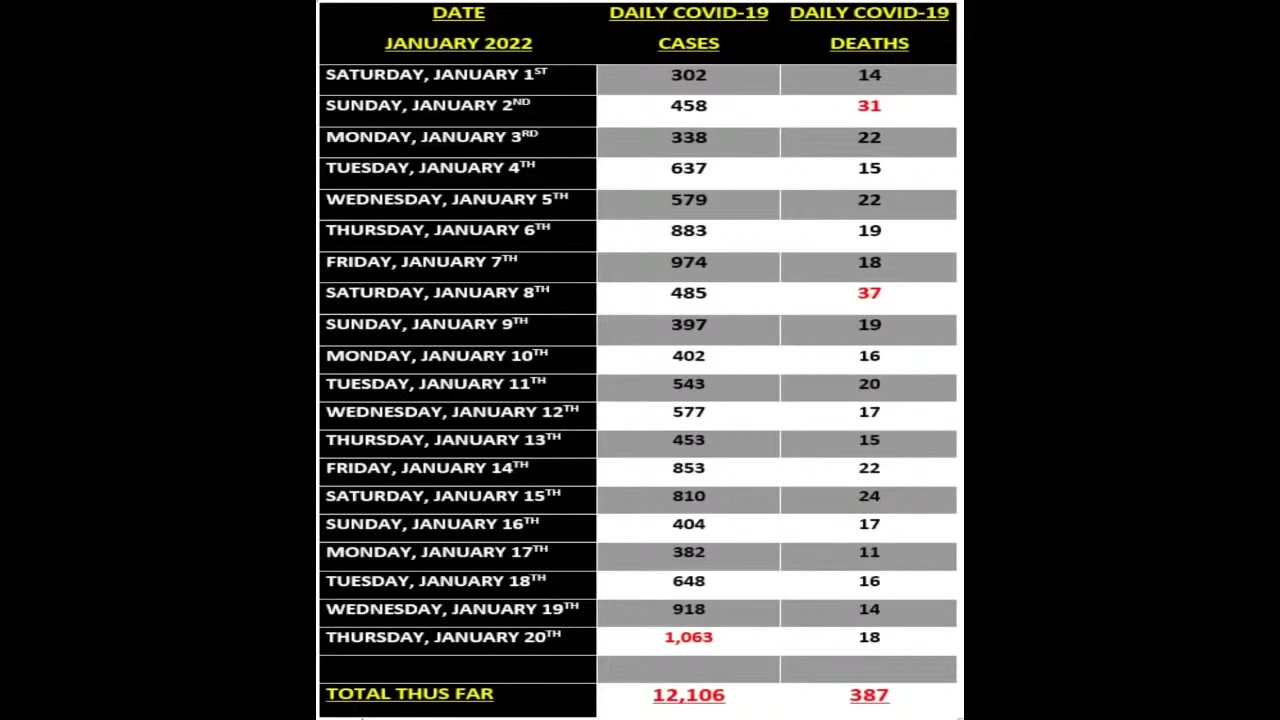 DATE DAILY COVID-19 DAILY COVID-19
JANUARY 2022 CASES DEATHS
SATURDAY, JANUARY 1ST 302 14
SUNDAY, JANUARY 2ND 458 31
MONDAY, JANUARY 3RD 338 22
TUESDAY, JANUARY 4TH 637 15
WEDNESDAY, JANUARY 5TH 579 22
THURSDAY, JANUARY 6TH 883 19
FRIDAY, JANUARY 7TH 974 18
SATURDAY, JANUARY 8TH 485 37
SUNDAY, JANUARY 9TH 397 19
MONDAY, JANUARY 10TH 402 16
TUESDAY, JANUARY 11TH 543 20
WEDNESDAY, JANUARY 12TH 577 17
THURSDAY, JANUARY 13TH 453 15
FRIDAY, JANUARY 14TH 853 22
SATURDAY, JANUARY 15TH 810 24
SUNDAY, JANUARY 16TH 404 17
MONDAY, JANUARY 17TH 382 11
TUESDAY, JANUARY 18TH 648 16
WEDNESDAY, JANUARY 19TH 918 14
THURSDAY, JANUARY 20TH 1,063 18
TOTAL THUS FAR 12,106 387